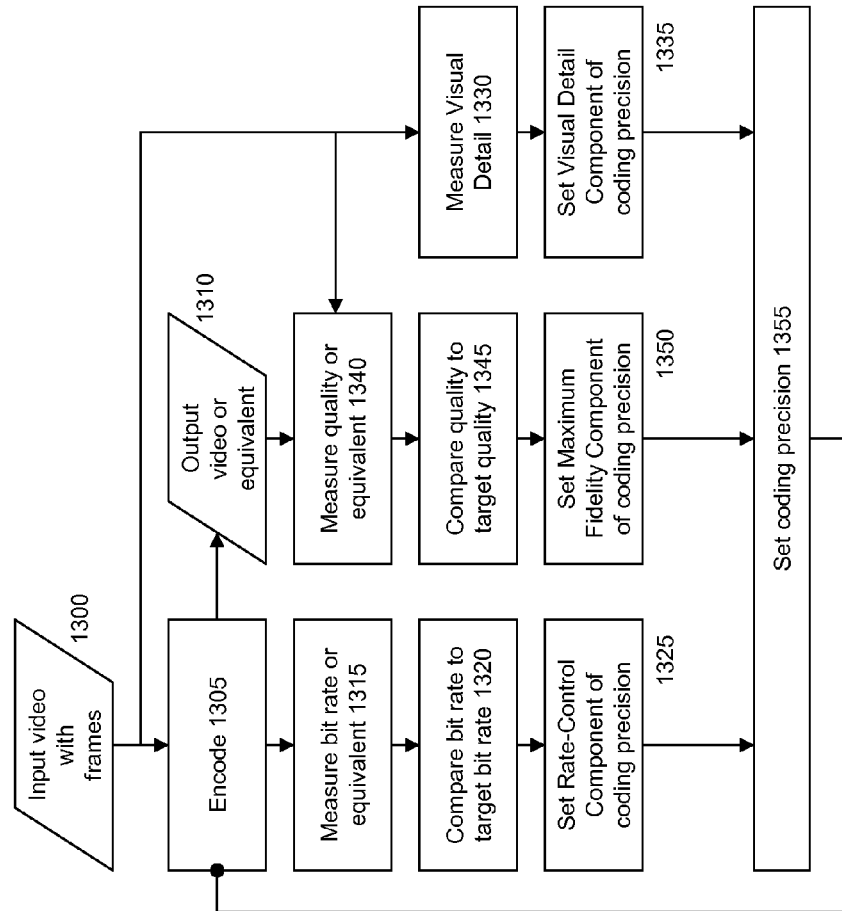 Input video
with
frames
1300
Encode 1305
Output
video or
equivalent
1310
Measure bit rate or
equivalent 1315
Measure quality or
equivalent 1340
Compare bit rate to
target bit rate 1320
Compare quality to
target quality 1345
Measure Visual
Detail 1330
Set Rate-Control
Component of
coding precision
1325
Set Maximum
Fidelity Component
of coding precision
1350
Set Visual Detail
Component of
coding precision
1335
Set coding precision 1355